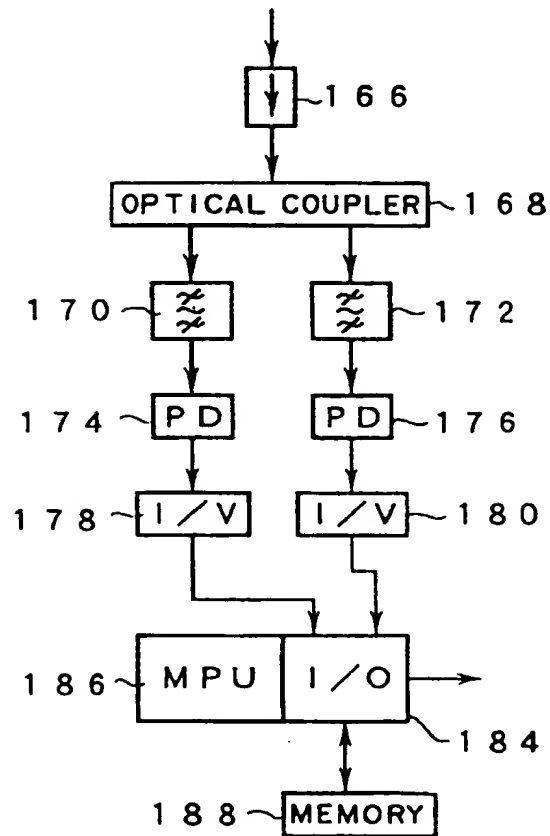 166
OPTICAL COUPLER 168
170 172
174 PD PD 176
178 I/V I/V 180
186 MPU I/O
184
188 MEMORY